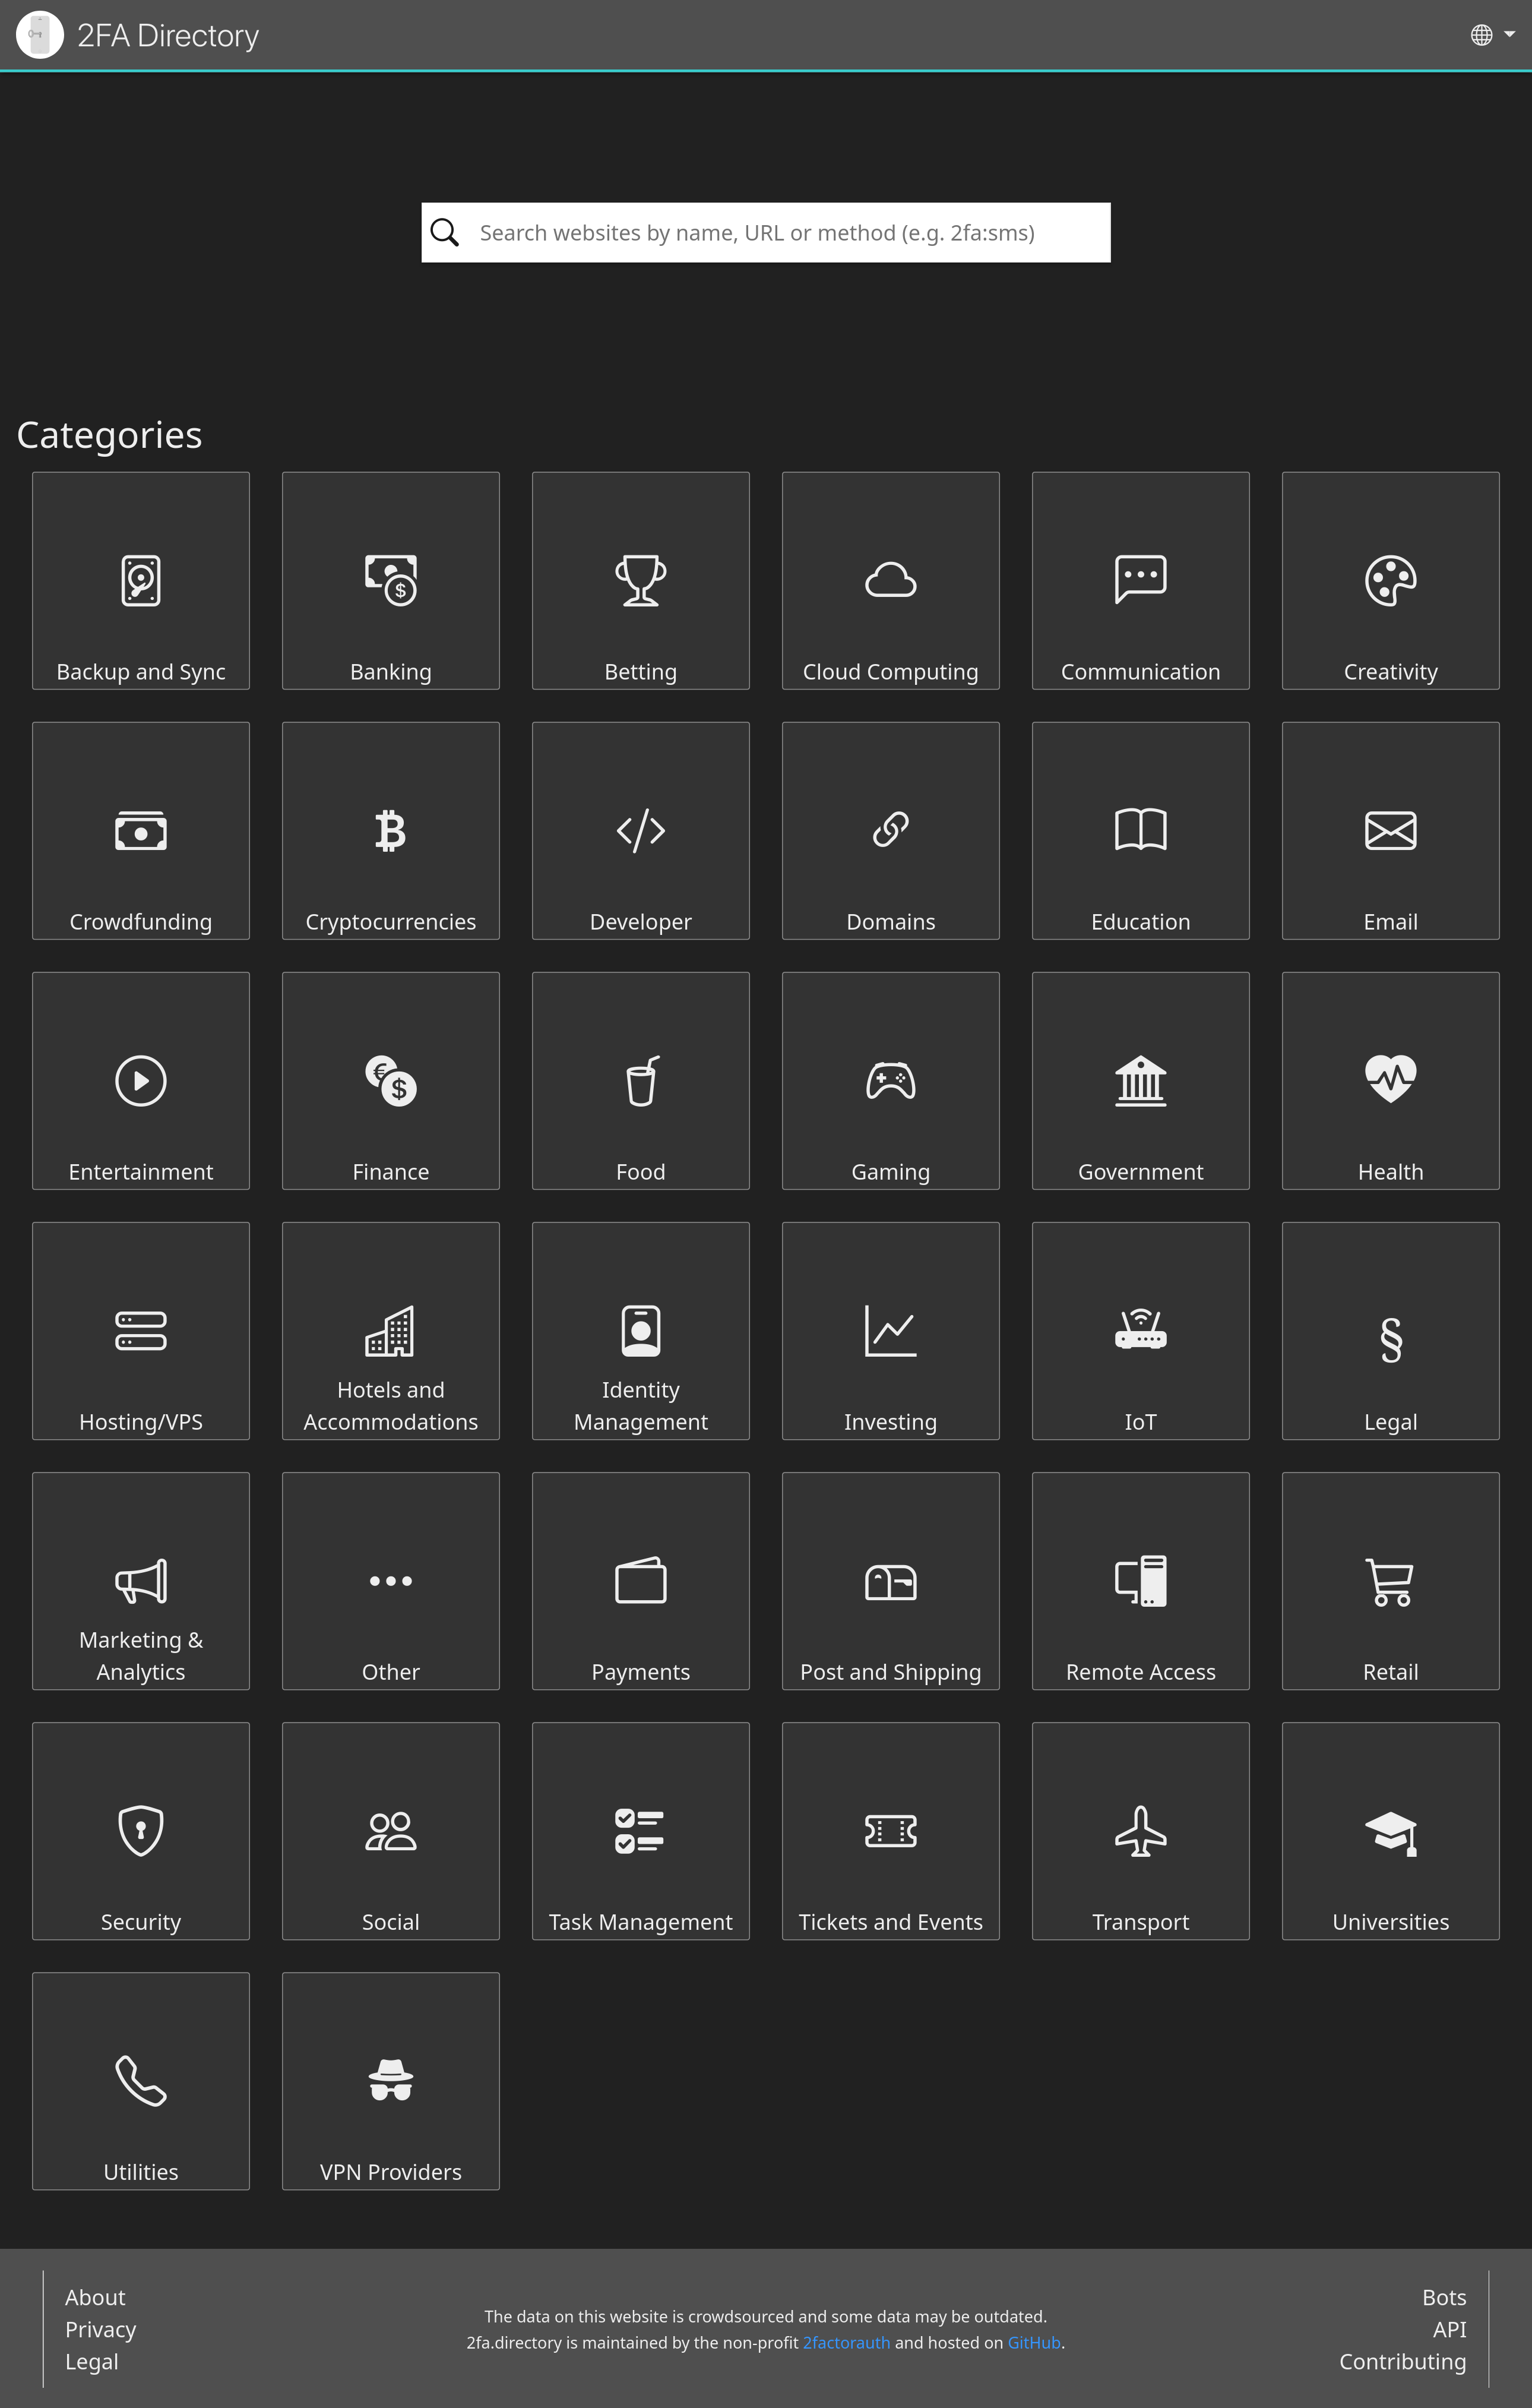 2FA Directory
Search websites by name, URL or method (e.g. 2fa:sms)
Categories
Backup and Sync
Banking
Betting
Cloud Computing
Communication
Creativity
Crowdfunding
Cryptocurrencies
Developer
Domains
Education
Email
Entertainment
Finance
Food
Gaming
Government
Health
Hosting/VPS
Hotels and
Accommodations
Identity
Management
Investing
IoT
Legal
Marketing &
Analytics
Other
Payments
Post and Shipping
Remote Access
Retail
Security
Social
Task Management
Tickets and Events
Transport
Universities
Utilities
VPN Providers
About
Privacy
Legal
The data on this website is crowdsourced and some data may be outdated.
2fa.directory is maintained by the non-profit 2factorauth and hosted on GitHub.
Bots
API
Contributing